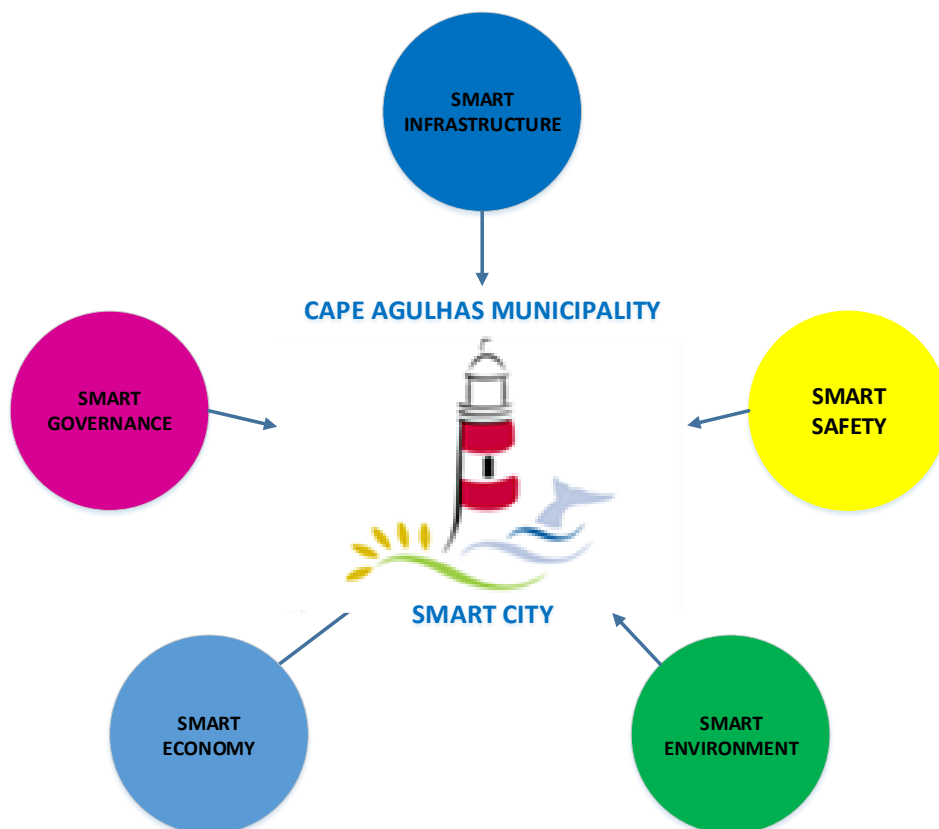 SMART
INFRASTRUCTURE
CAPE AGULHAS MUNICIPALITY
SMART
GOVERNANCE
SMART
SAFETY
SMART CITY
SMART
ECONOMY
SMART
ENVIRONMENT